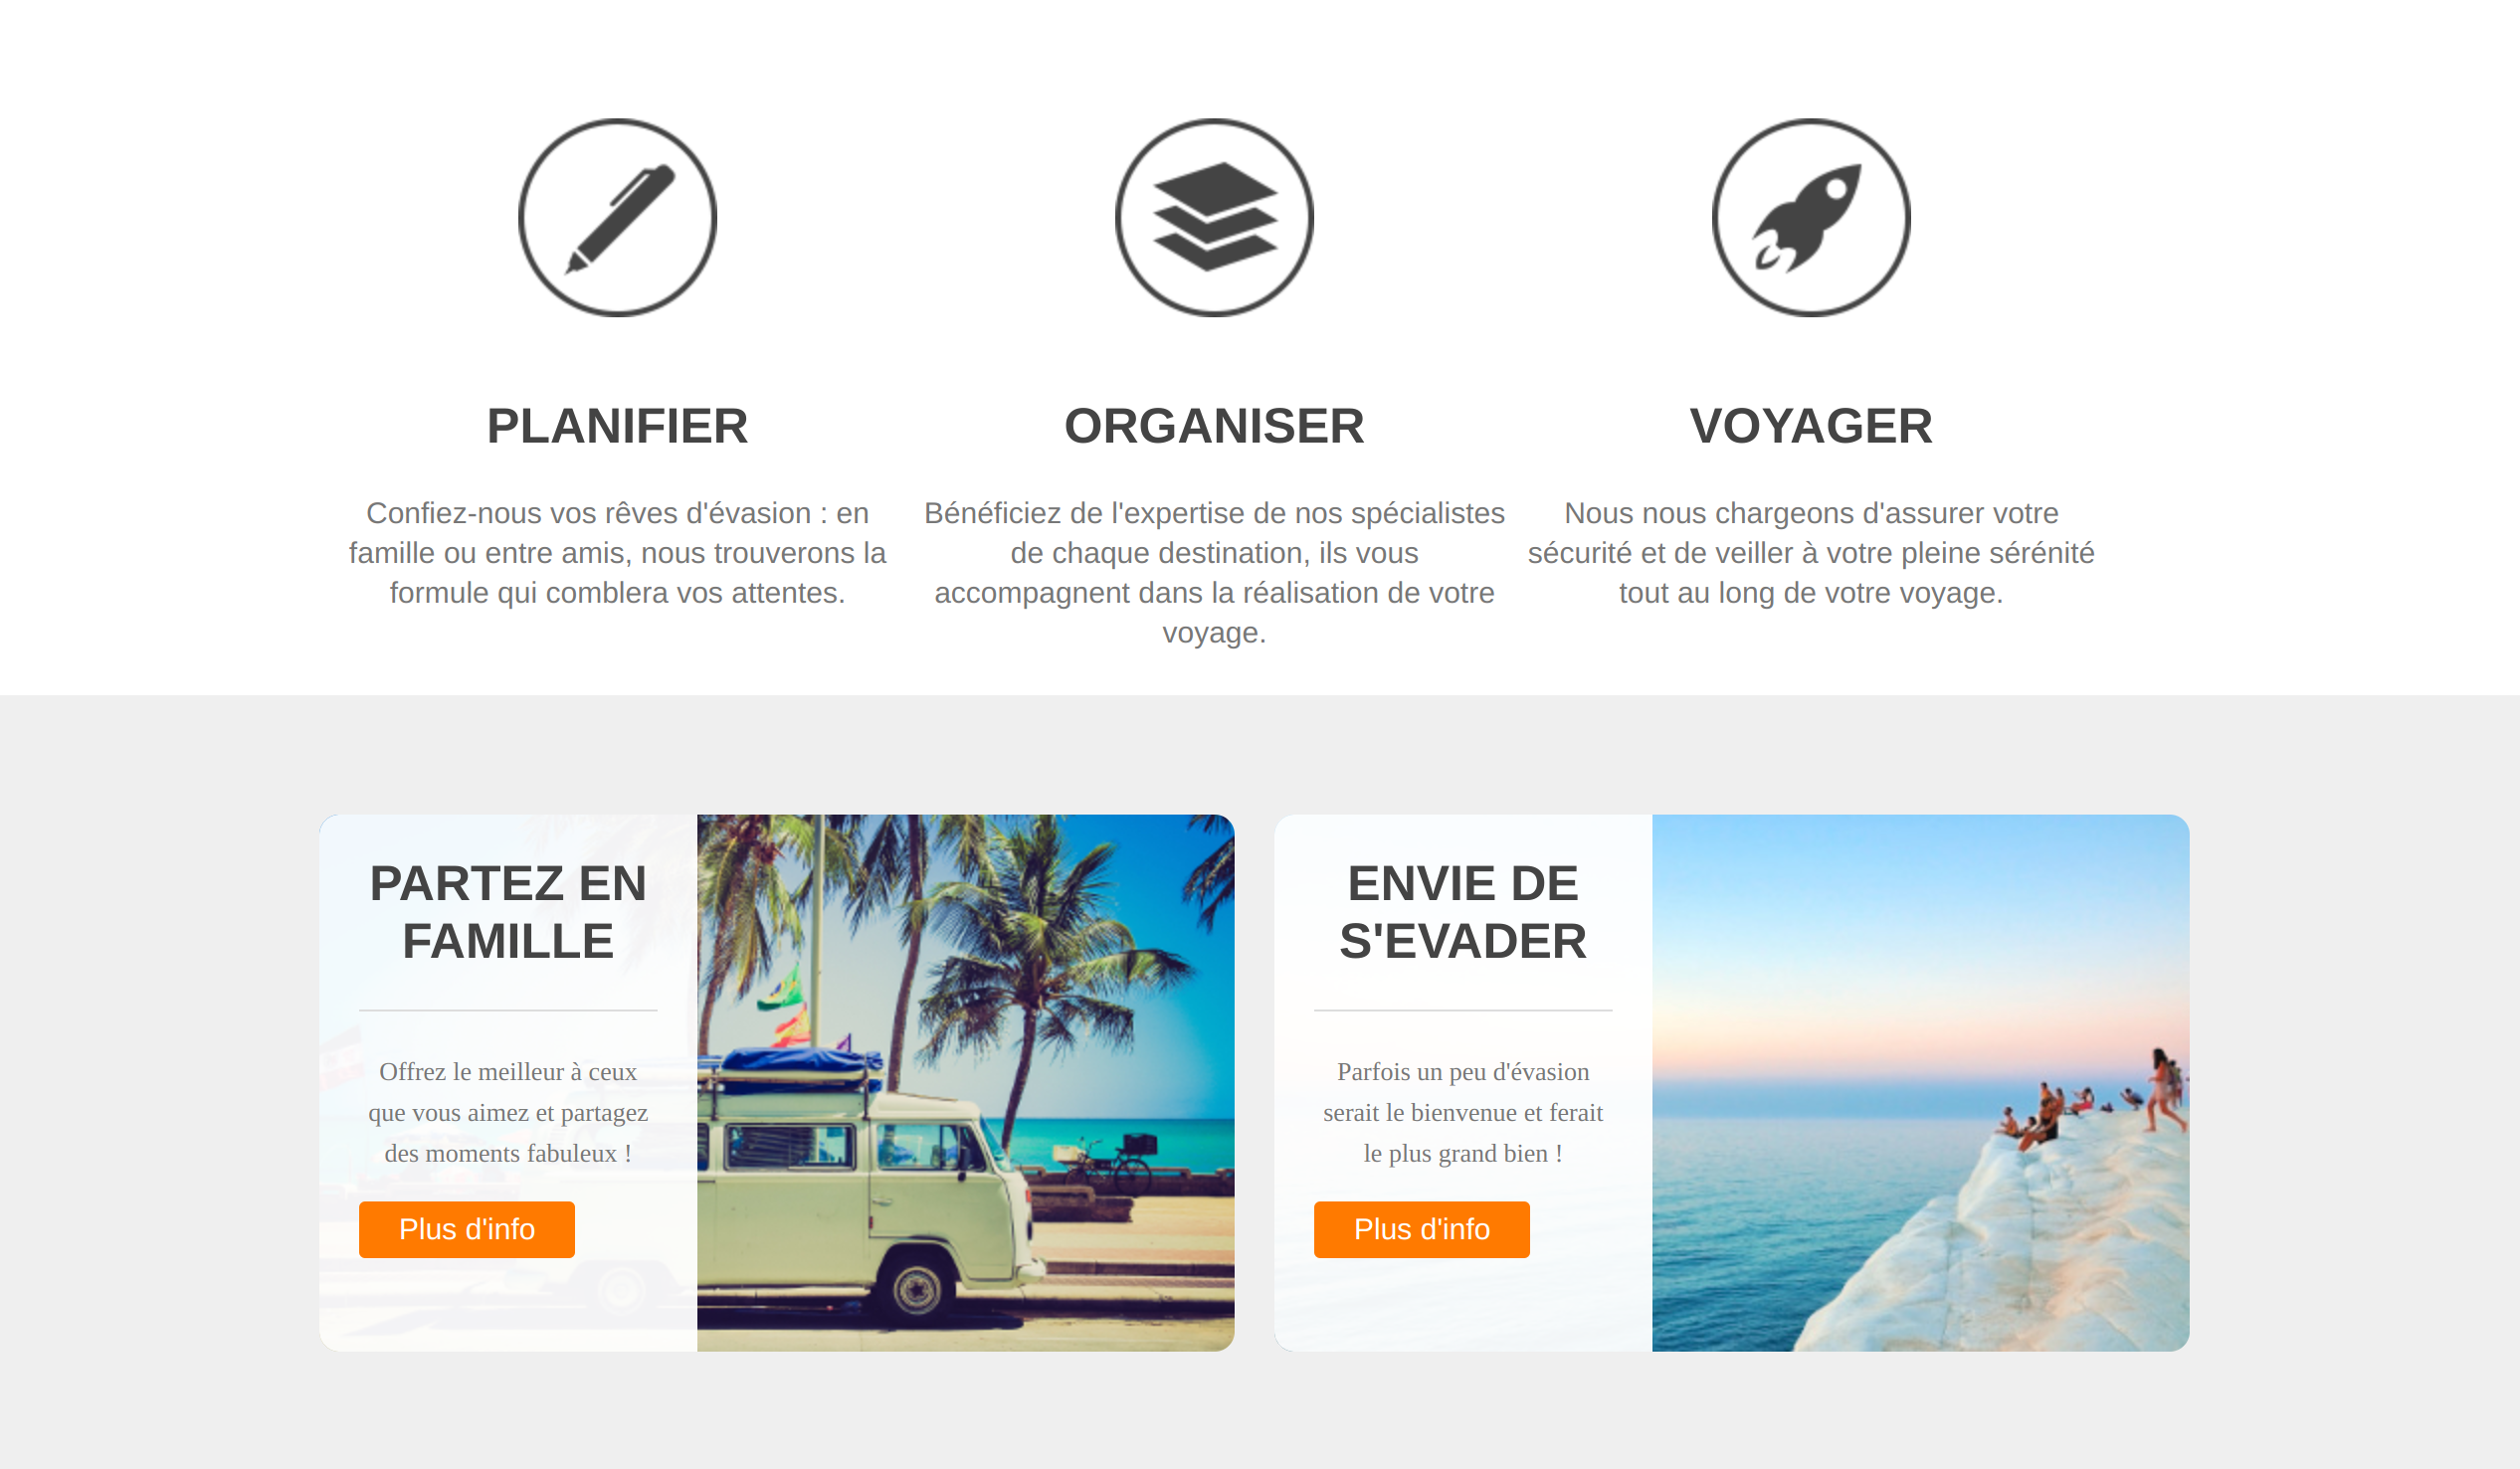 PLANIFIER
Confiez-nous vos rêves d'évasion : en
famille ou entre amis, nous trouverons la
formule qui comblera vos attentes.
ORGANISER
Bénéficiez de l'expertise de nos spécialistes
de chaque destination, ils vous
accompagnent dans la réalisation de votre
voyage.
VOYAGER
Nous nous chargeons d'assurer votre
sécurité et de veiller à votre pleine sérénité
tout au long de votre voyage.
PARTEZ EN
FAMILLE
Offrez le meilleur à ceux
que vous aimez et partagez
des moments fabuleux !
Plus d'info
ENVIE DE
S'EVADER
Parfois un peu d'évasion
serait le bienvenue et ferait
le plus grand bien !
Plus d'info